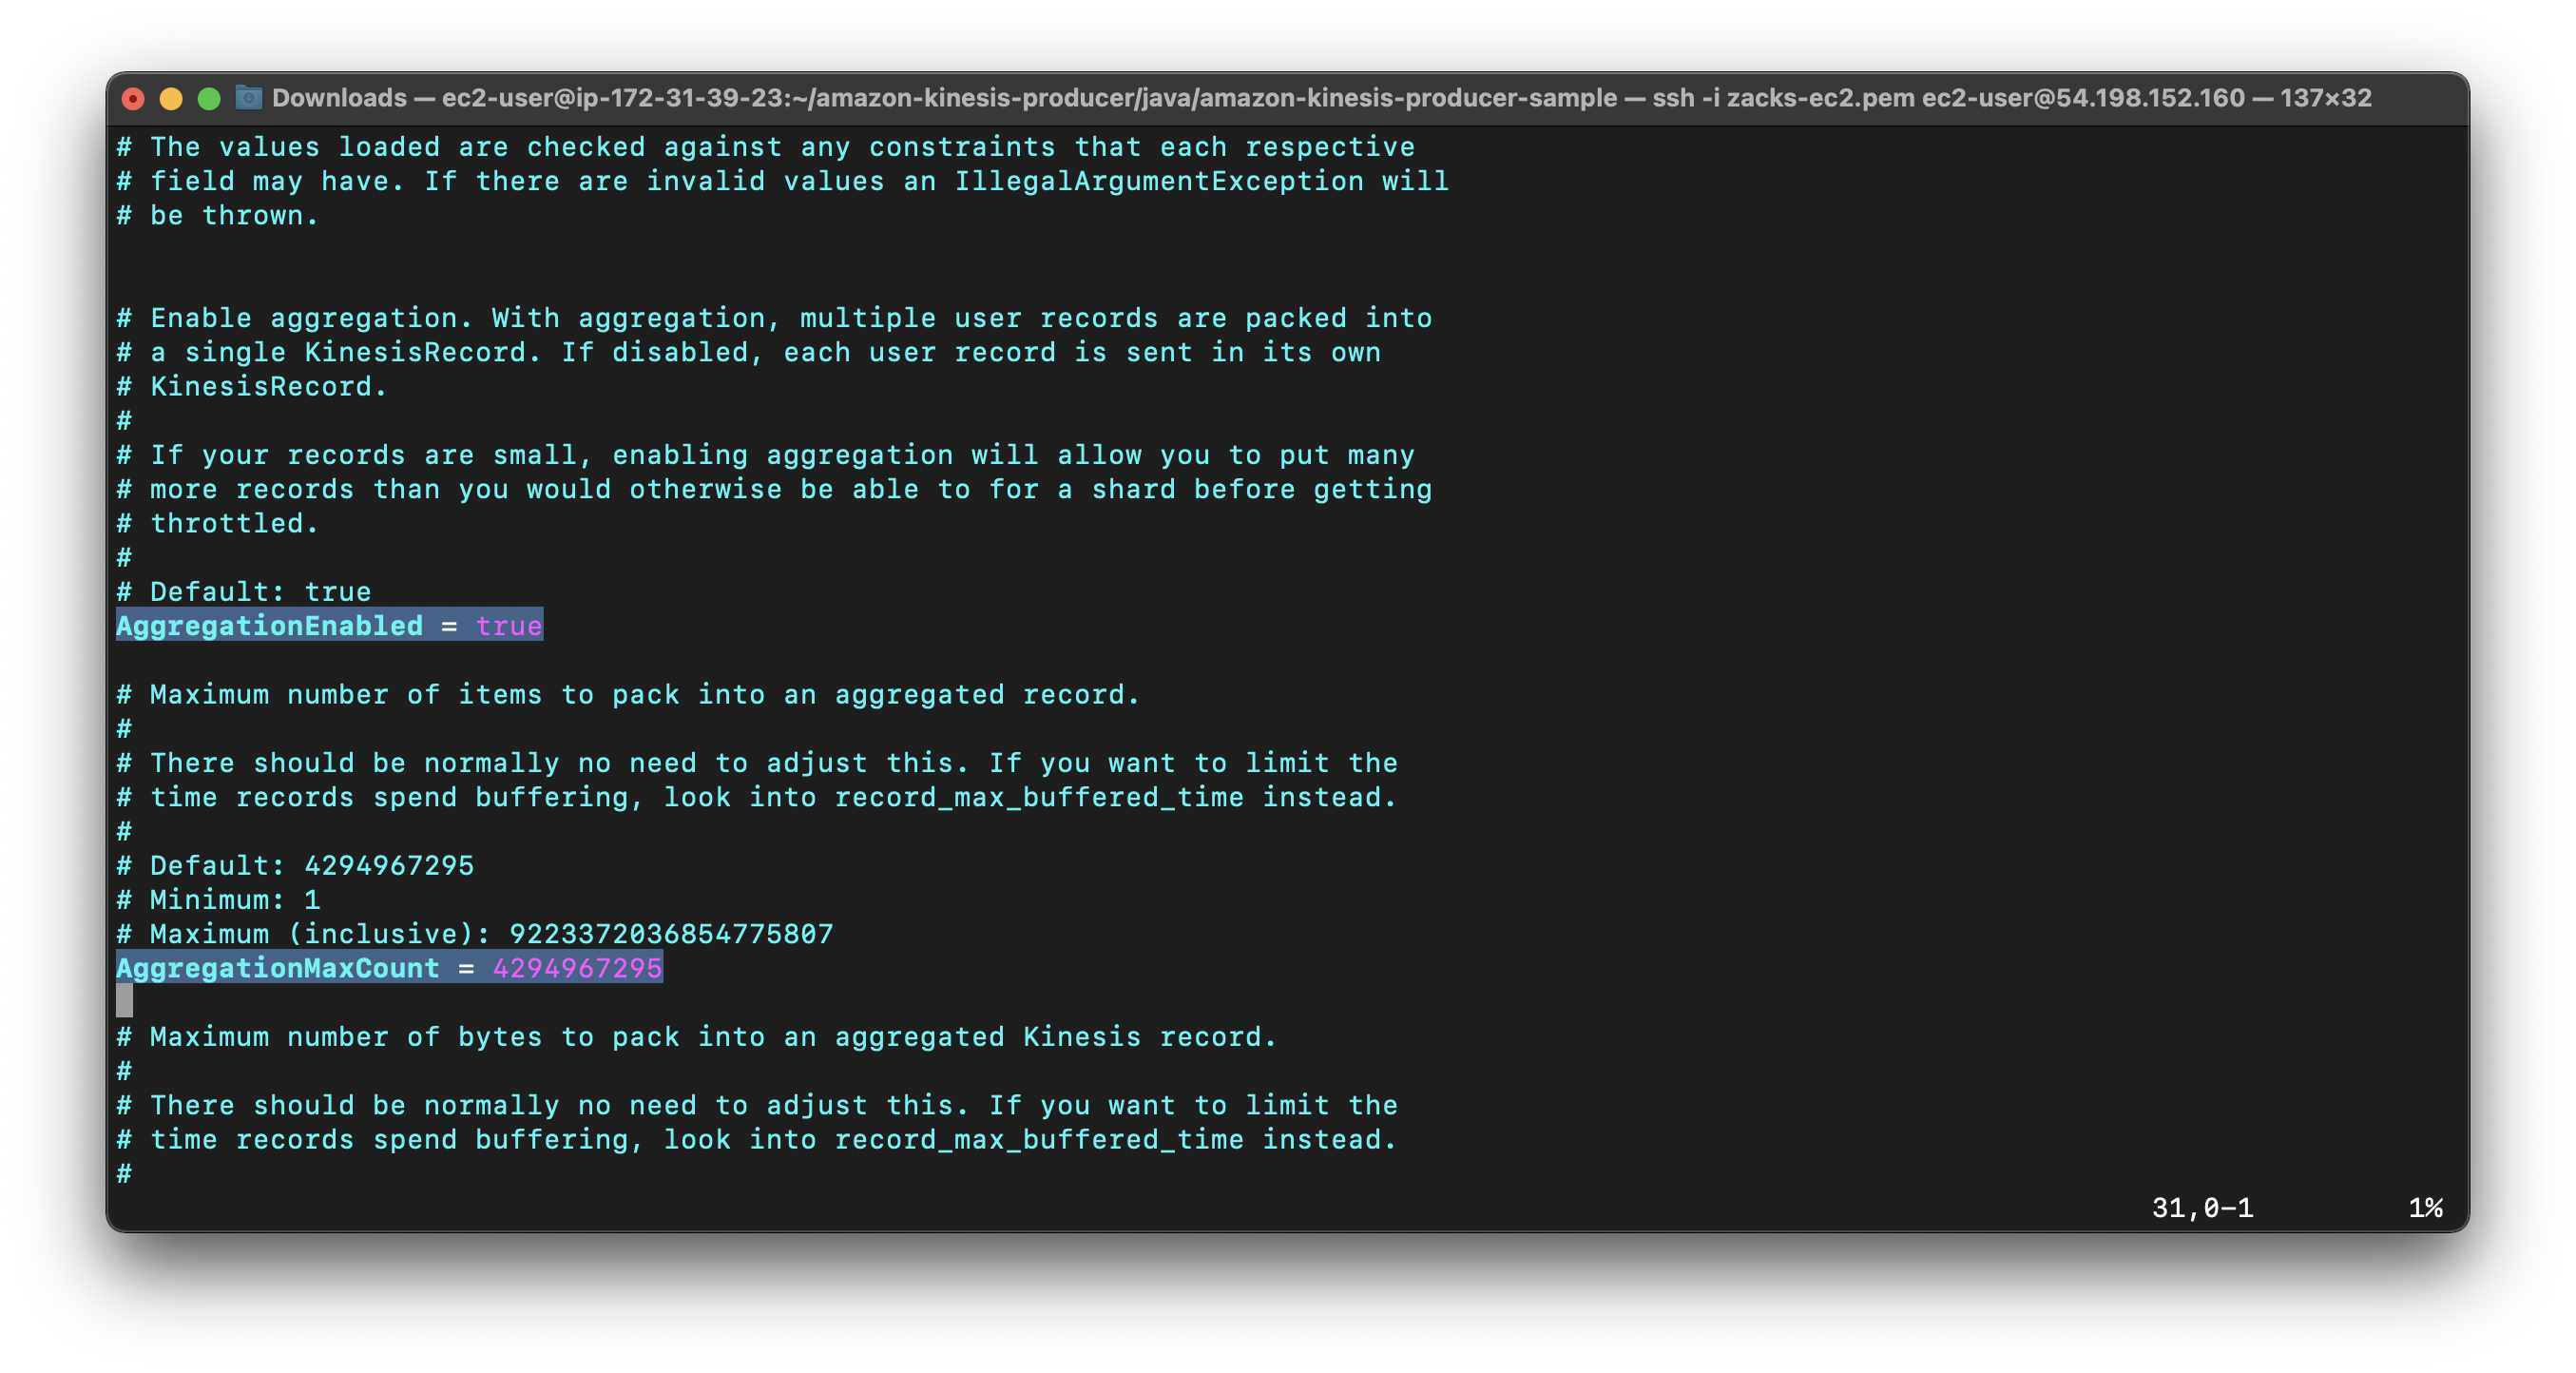 Downloads — ec2-user@ip-172-31-39-23:~/amazon-kinesis-producer/java/amazon-kinesis-producer-sample — ssh -i zacks-ec2.pem ec2-user@54.198.152.160 — 137×32
# The values loaded are checked against any constraints that each respective
# field may have. If there are invalid values an IllegalArgumentException will
# be thrown.
# Enable aggregation. With aggregation, multiple user records are packed into
# a single KinesisRecord. If disabled, each user record is sent in its own
# KinesisRecord.
#
# If your records are small, enabling aggregation will allow you to put many
# more records than you would otherwise be able to for a shard before getting
# throttled.
#
# Default: true
AggregationEnabled = true
# Maximum number of items to pack into an aggregated record.
#
# There should be normally no need to adjust this. If you want to limit the
# time records spend buffering, look into record_max_buffered_time instead.
#
# Default: 4294967295
# Minimum: 1
# Maximum (inclusive): 9223372036854775807
AggregationMaxCount = 4294967295
# Maximum number of bytes to pack into an aggregated Kinesis record.
#
# There should be normally no need to adjust this. If you want to limit the
# time records spend buffering, look into record_max_buffered_time instead.
#
31,0-1 1%